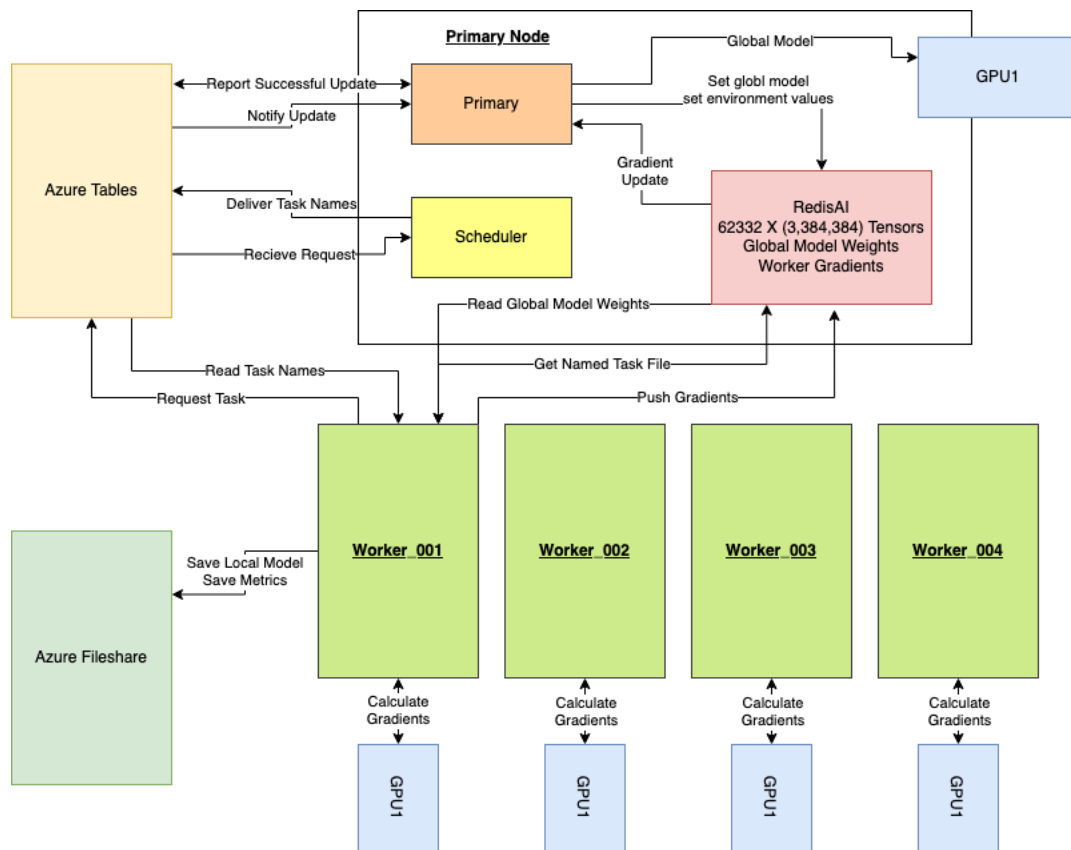 Primary Node
Global Model
GPU1
Report Successful Update
Primary
Set globl model
set environment values
Notify Update
Azure Tables
Gradient
Update
Deliver Task Names
Scheduler
RedisAI
62332 X (3,384,384) Tensors
Global Model Weights
Worker Gradients
Recieve Request
Read Global Model Weights
Read Task Names
Get Named Task File
Request Task
Push Gradients
Worker_001
Worker_002
Worker_003
Worker_004
Save Local Model
Save Metrics
Azure Fileshare
Calculate
Gradients
Calculate
Gradients
Calculate
Gradients
Calculate
Gradients
GPU1
GPU1
GPU1
GPU1